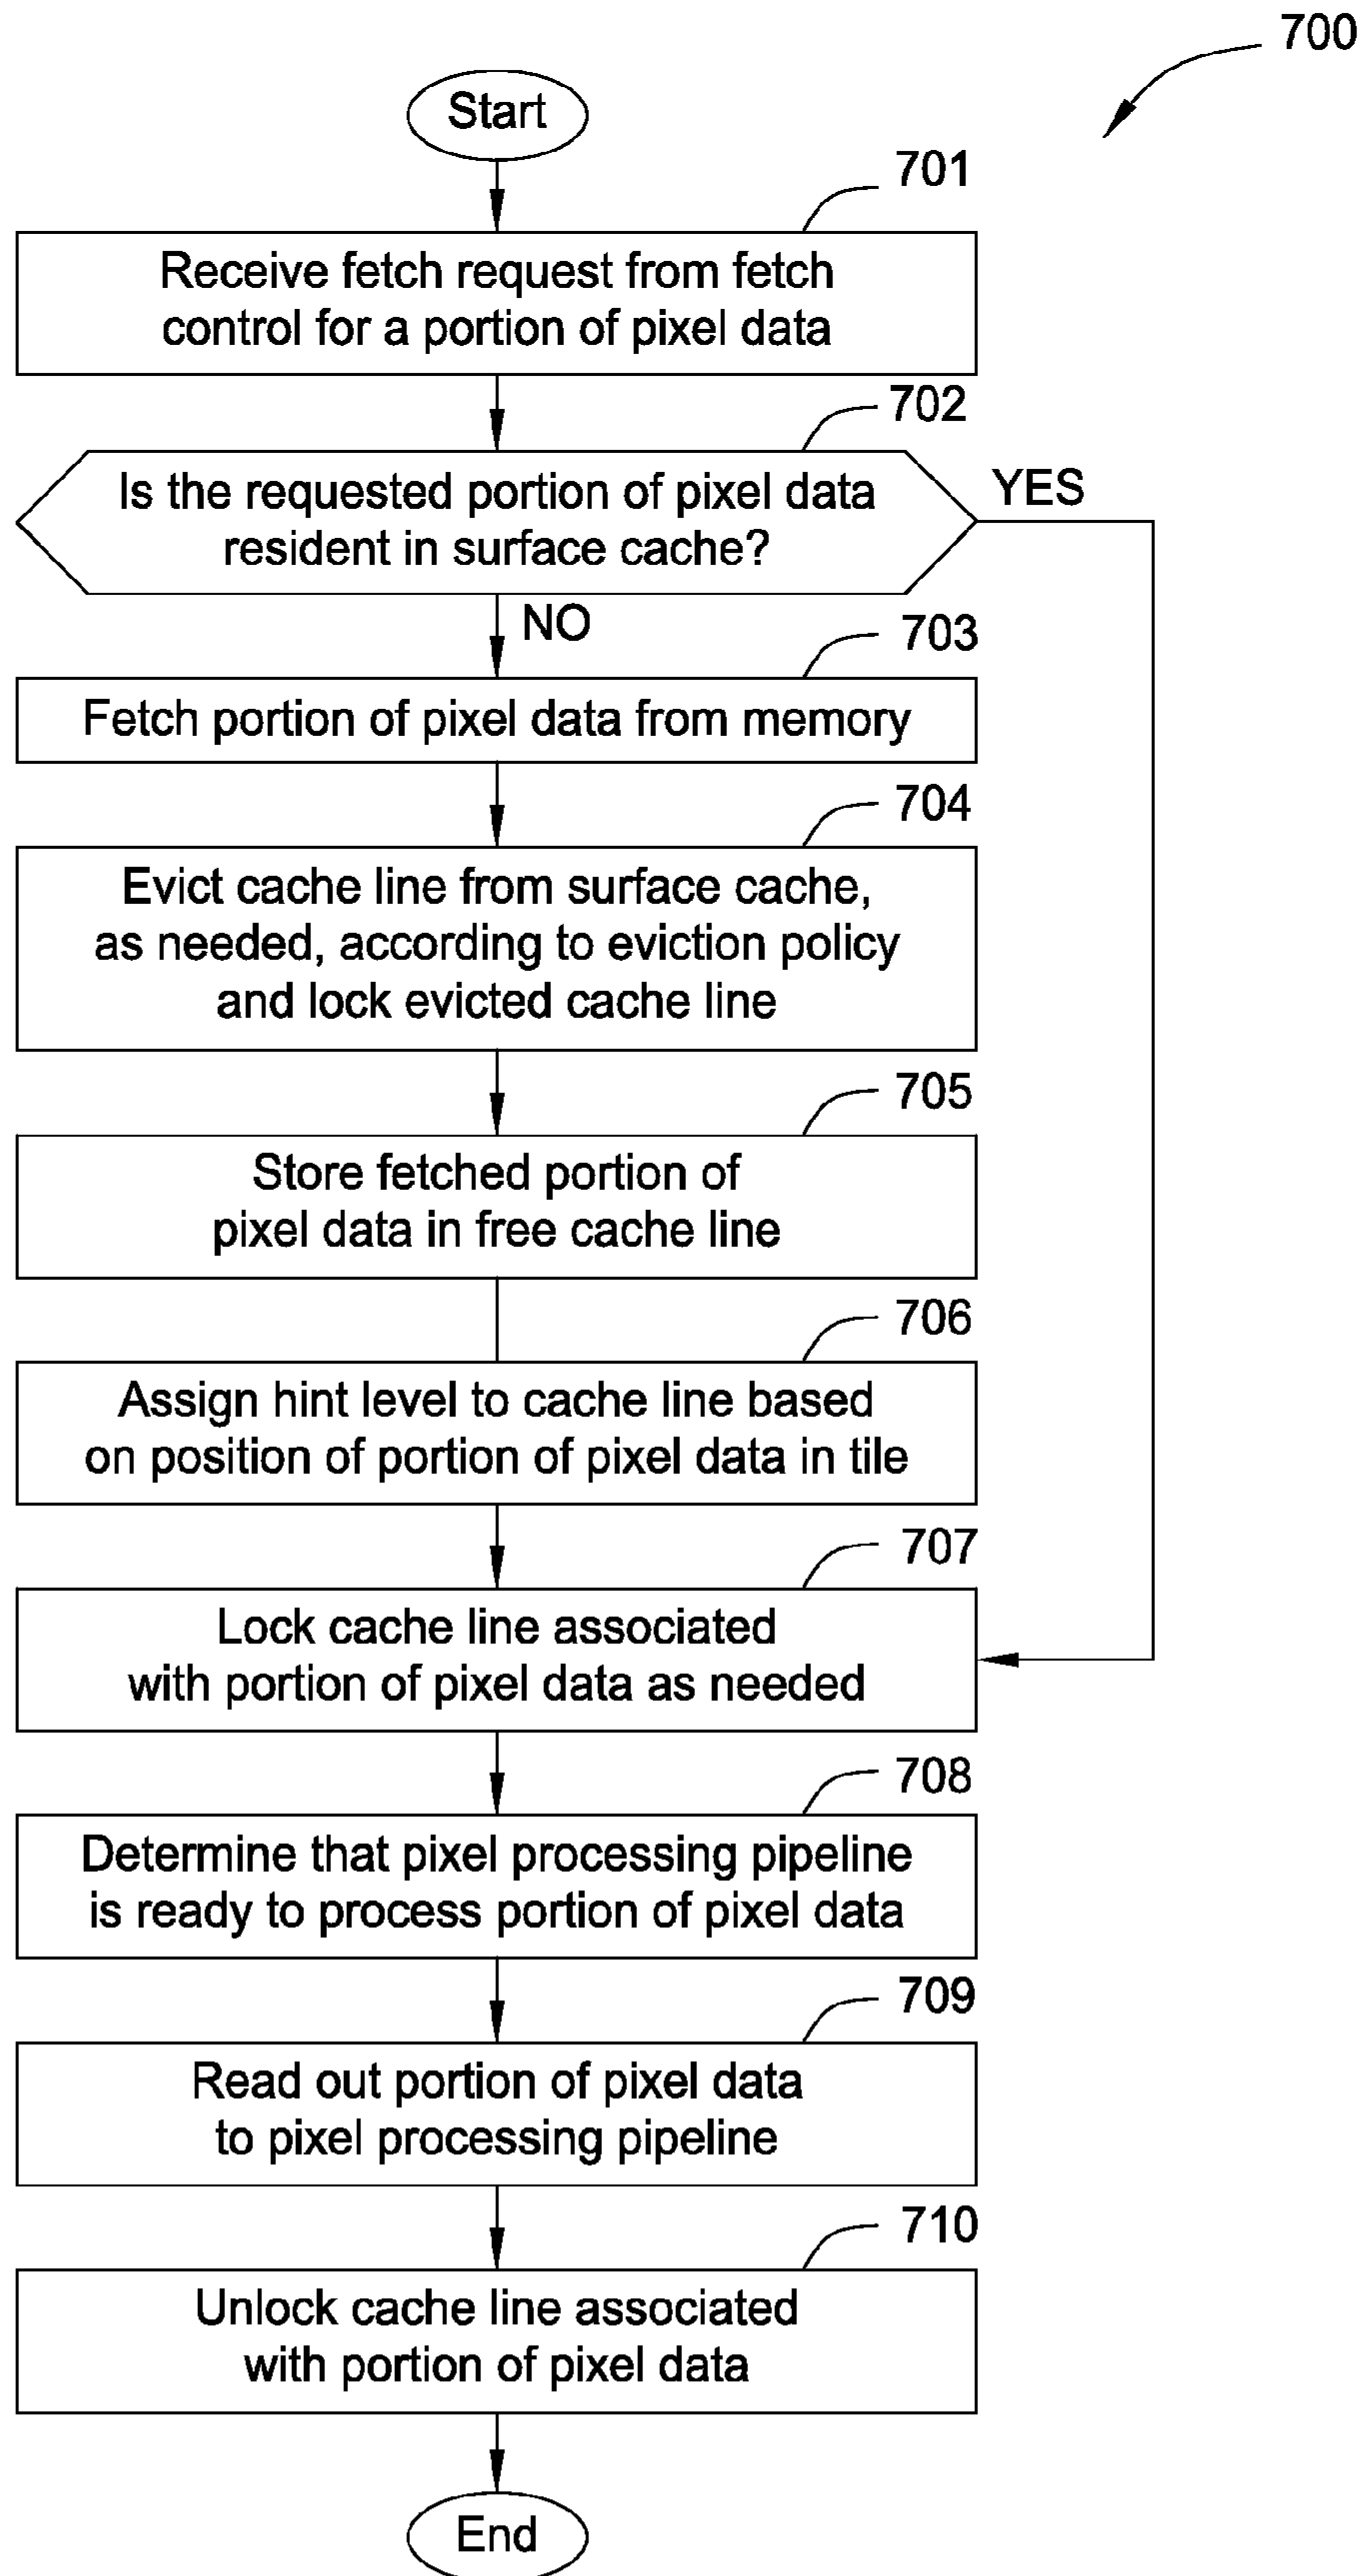 700
Start
701
Receive fetch request from fetch
control for a portion of pixel data
702
Is the requested portion of pixel data
resident in surface cache?
YES
NO
703
Fetch portion of pixel data from memory
704
Evict cache line from surface cache,
as needed, according to eviction policy
and lock evicted cache line
705
Store fetched portion of
pixel data in free cache line
706
Assign hint level to cache line based
on position of portion of pixel data in tile
707
Lock cache line associated
with portion of pixel data as needed
708
Determine that pixel processing pipeline
is ready to process portion of pixel data
709
Read out portion of pixel data
to pixel processing pipeline
710
Unlock cache line associated
with portion of pixel data
End